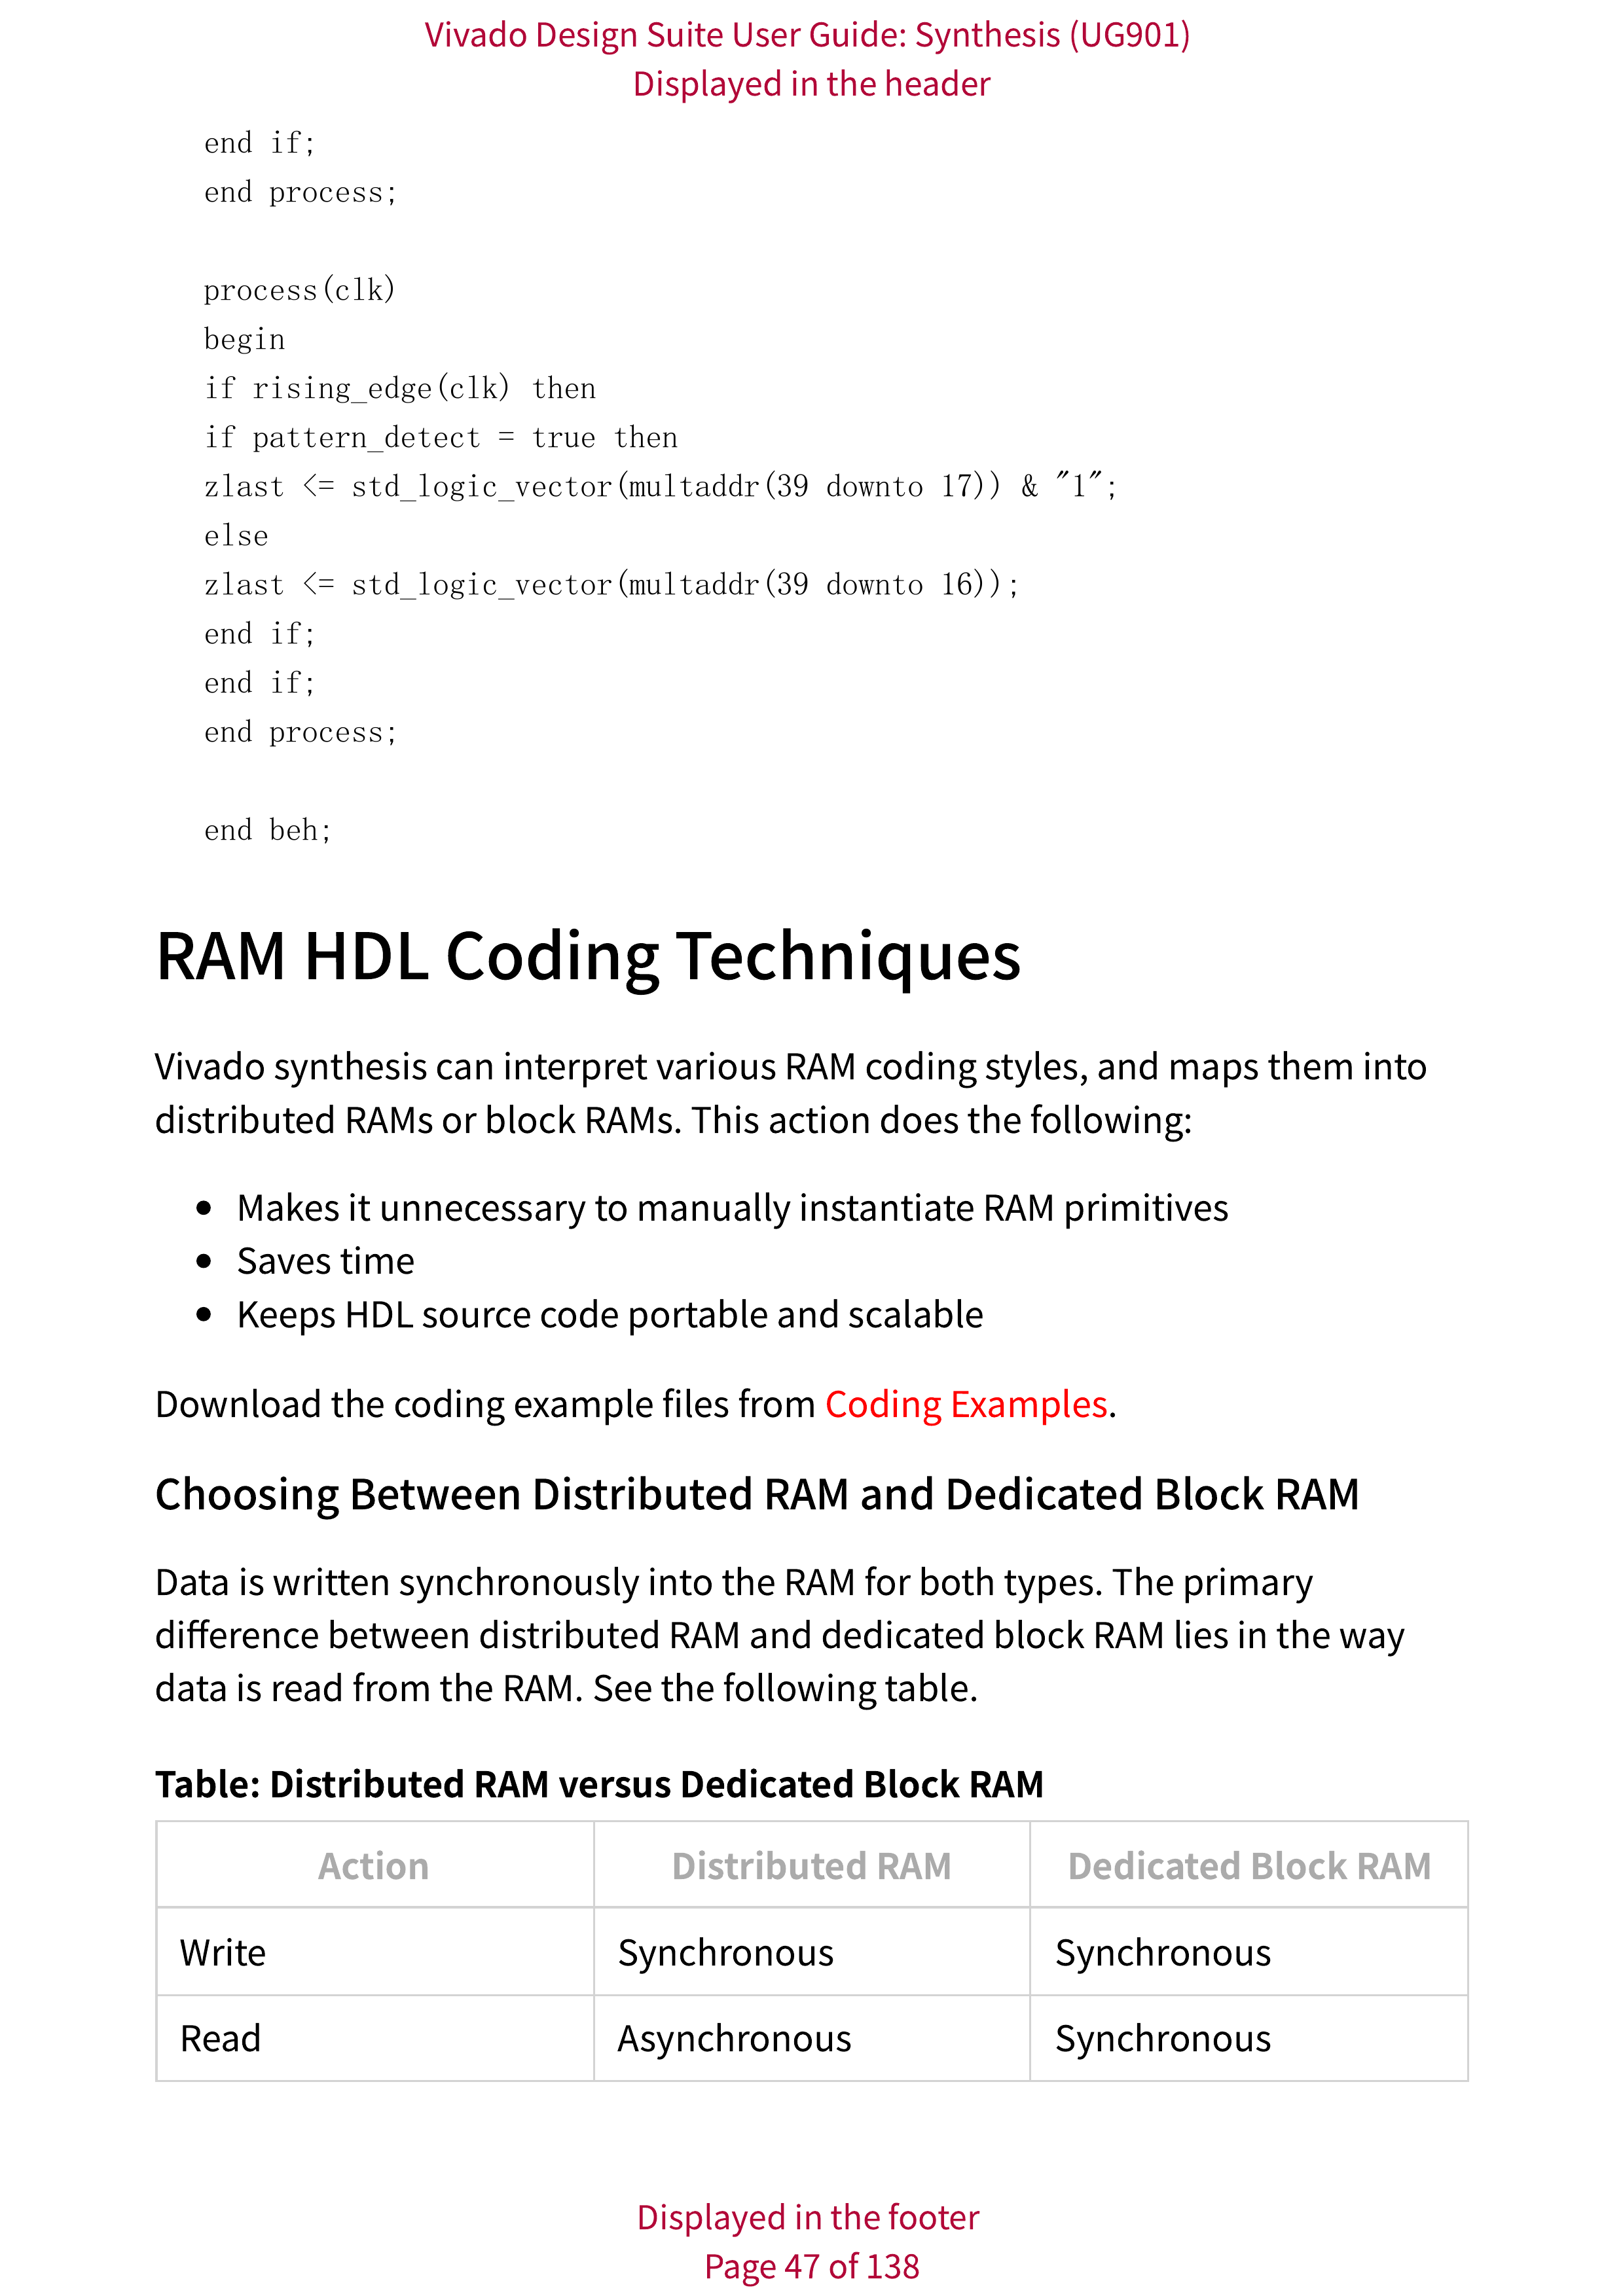 Vivado Design Suite User Guide: Synthesis (UG901)
Displayed in the header
end if;
end process;
process(clk)
begin
if rising_edge(clk) then
if pattern_detect = true then
zlast <= std_logic_vector(multaddr(39 downto 17)) & "1";
else
zlast <= std_logic_vector(multaddr(39 downto 16));
end if;
end if;
end process;
end beh;
RAM HDL Coding Techniques
Vivado synthesis can interpret various RAM coding styles, and maps them into
distributed RAMs or block RAMs. This action does the following:
• Makes it unnecessary to manually instantiate RAM primitives
• Saves time
• Keeps HDL source code portable and scalable
Download the coding example files from Coding Examples.
Choosing Between Distributed RAM and Dedicated Block RAM
Data is written synchronously into the RAM for both types. The primary
difference between distributed RAM and dedicated block RAM lies in the way
data is read from the RAM. See the following table.
Table: Distributed RAM versus Dedicated Block RAM
Action Distributed RAM Dedicated Block RAM
Write Synchronous Synchronous
Read Asynchronous Synchronous
Displayed in the footer
Page 47 of 138